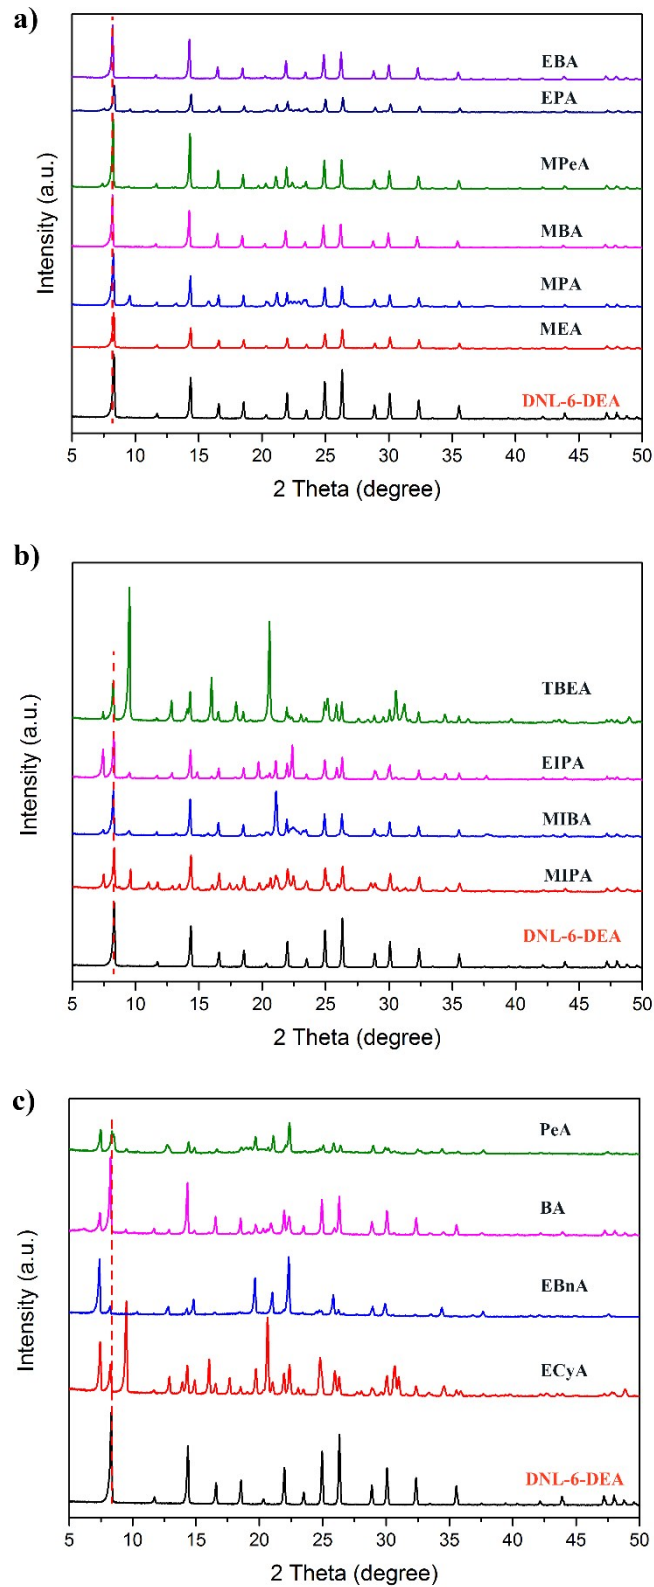 a)
EBA
EPA
MPeA
MBA
MPA
MEA
DNL-6-DEA
Intensity (a.u.)
5 10 15 20 25 30 35 40 45 50
2 Theta (degree)
b)
TBEA
EIPA
MIBA
MIPA
DNL-6-DEA
Intensity (a.u.)
5 10 15 20 25 30 35 40 45 50
2 Theta (degree)
c)
PeA
BA
EBnA
ECyA
DNL-6-DEA
Intensity (a.u.)
5 10 15 20 25 30 35 40 45 50
2 Theta (degree)